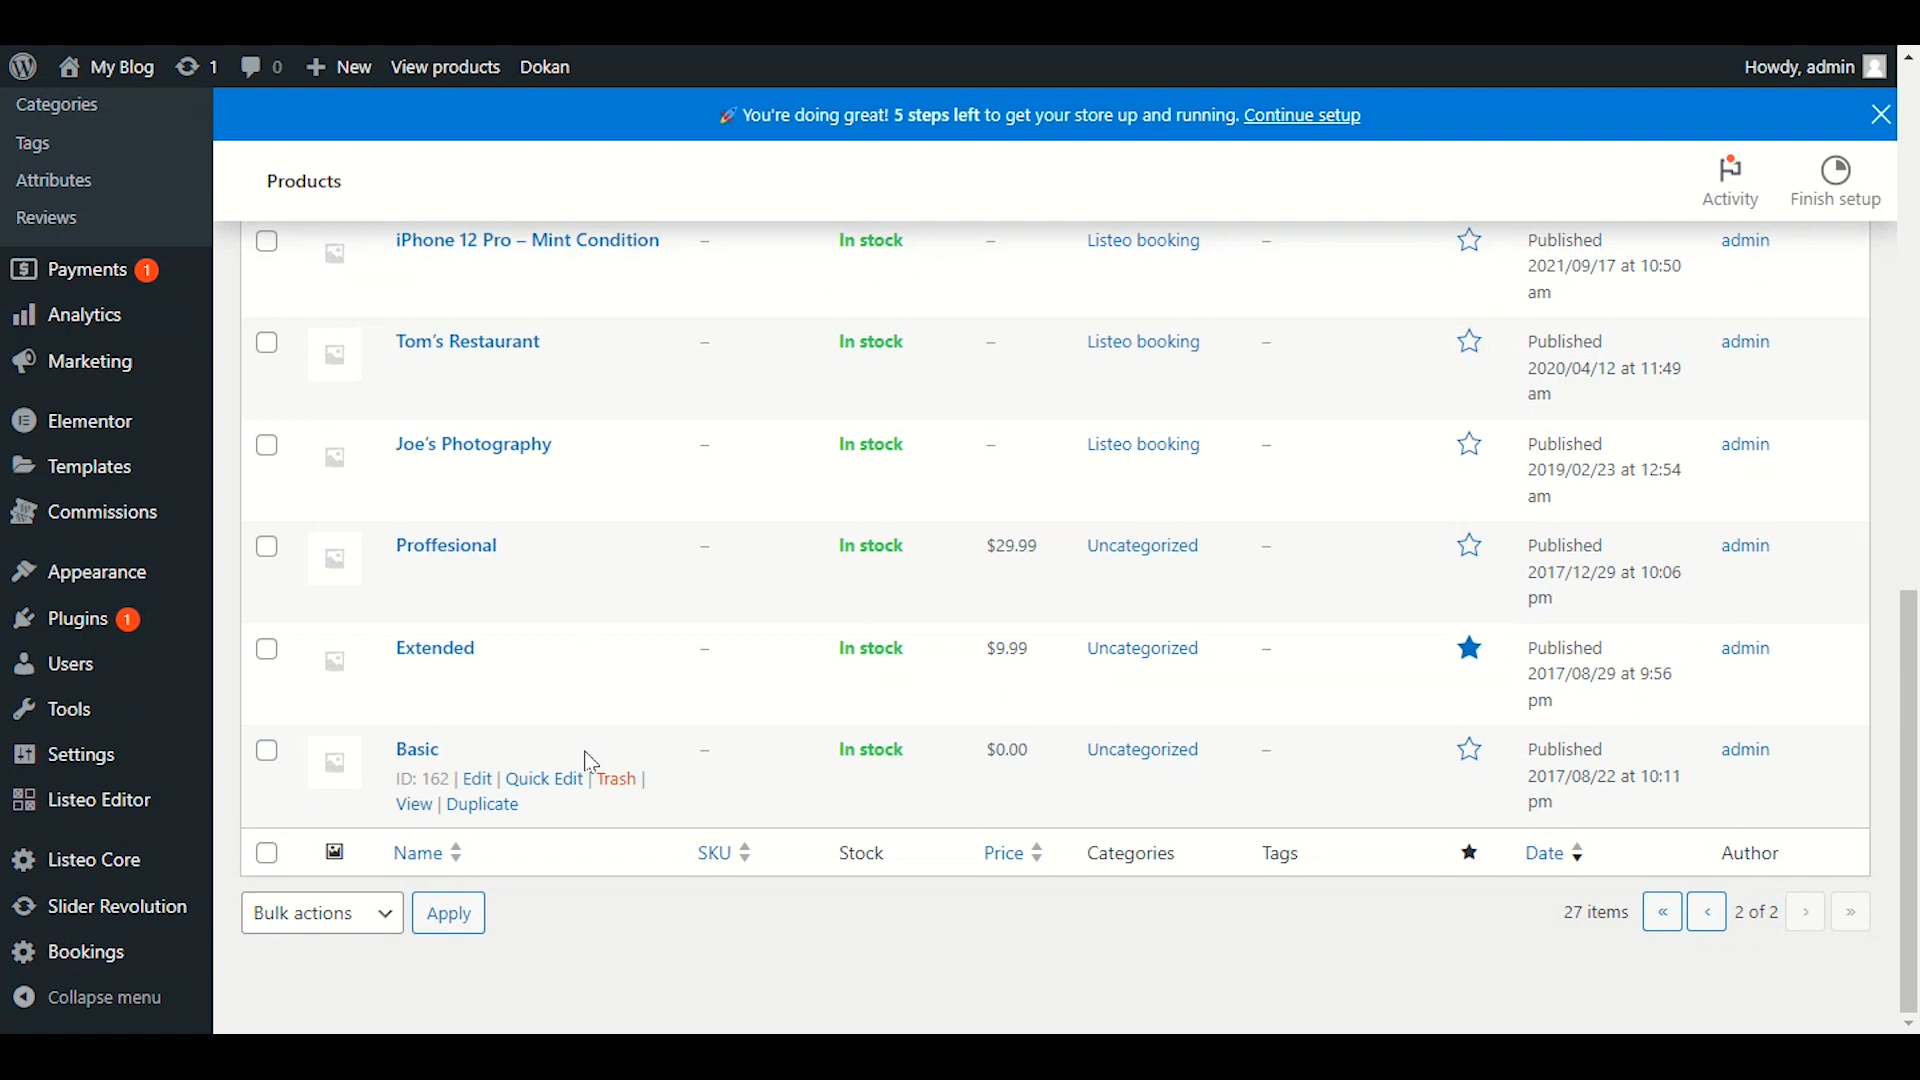 My Blog 1 0 New View products Dokan Howdy, admin
Categories
Tags
Attributes
Reviews
Payments 1
Analytics
Marketing
Elementor
Templates
Commissions
Appearance
Plugins 1
Users
Tools
Settings
Listeo Editor
Listeo Core
Slider Revolution
Bookings
Collapse menu
🚀 You're doing great! 5 steps left to get your store up and running. Continue setup
Products
Activity Finish setup
iPhone 12 Pro – Mint Condition – In stock – Listeo booking – Published admin
2021/09/17 at 10:50
am
Tom's Restaurant – In stock – Listeo booking – Published admin
2020/04/12 at 11:49
am
Joe's Photography – In stock – Listeo booking – Published admin
2019/02/23 at 12:54
am
Proffesional – In stock $29.99 Uncategorized – Published admin
2017/12/29 at 10:06
pm
Extended – In stock $9.99 Uncategorized – Published admin
2017/08/29 at 9:56
pm
Basic – In stock $0.00 Uncategorized – Published admin
ID: 162 | Edit | Quick Edit | Trash | 2017/08/22 at 10:11
View | Duplicate pm
Name SKU Stock Price Categories Tags Date Author
Bulk actions Apply 27 items « ‹ 2 of 2 › »